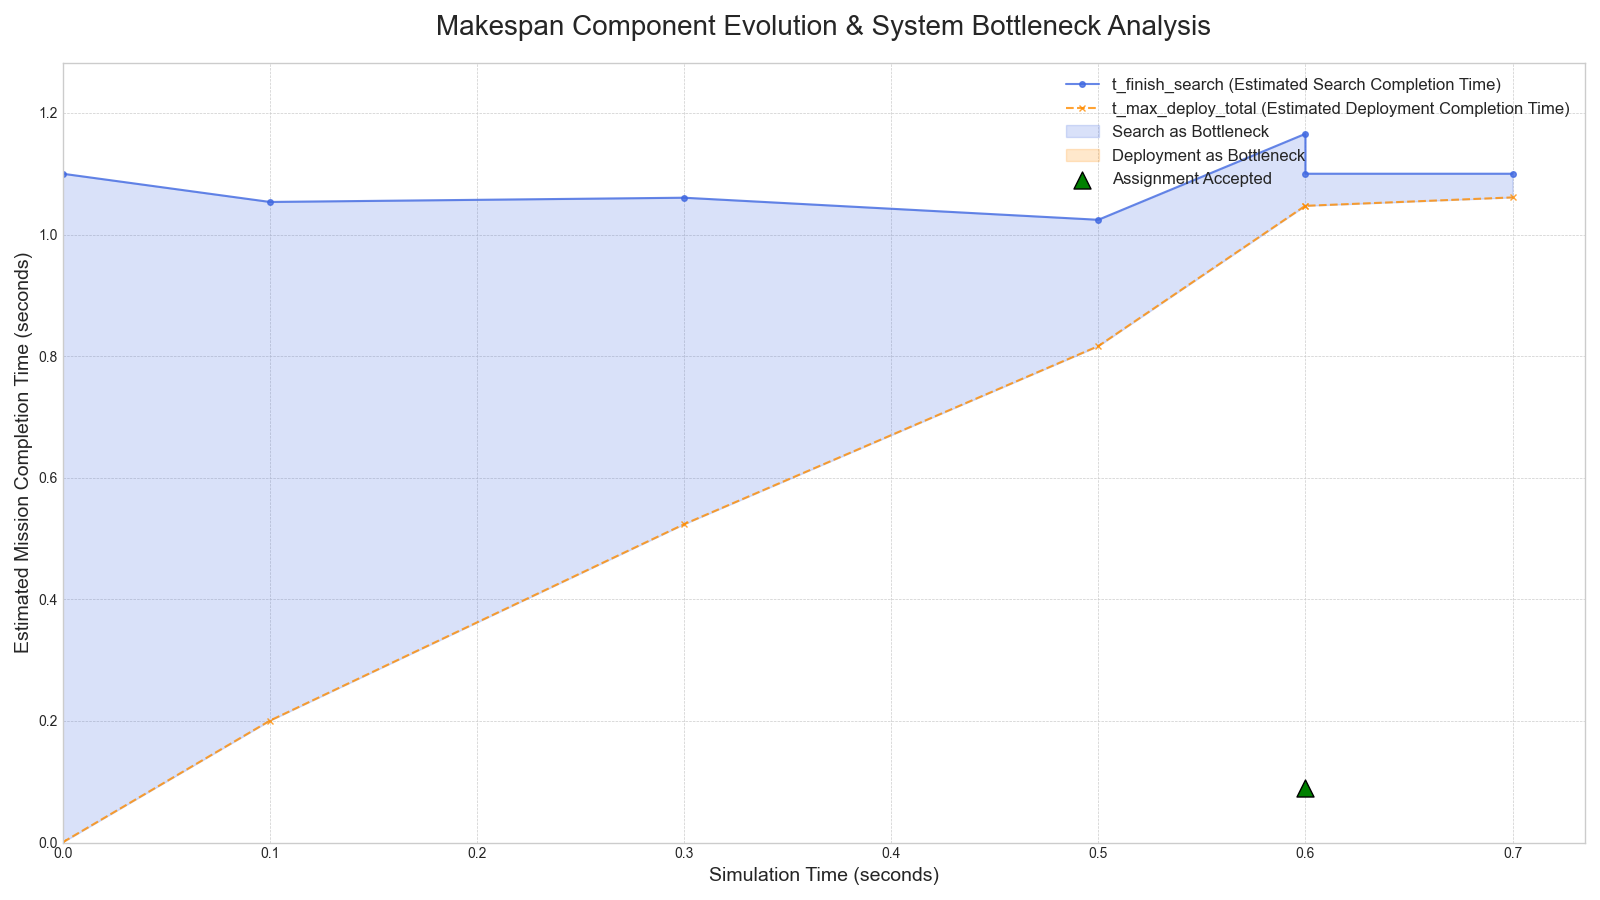 Makespan Component Evolution & System Bottleneck Analysis
t_finish_search (Estimated Search Completion Time)
t_max_deploy_total (Estimated Deployment Completion Time)
Search as Bottleneck
Deployment as Bottleneck
Assignment Accepted
Estimated Mission Completion Time (seconds)
1.2
1.0
0.8
0.6
0.4
0.2
0.0
0.0 0.1 0.2 0.3 0.4 0.5 0.6 0.7
Simulation Time (seconds)